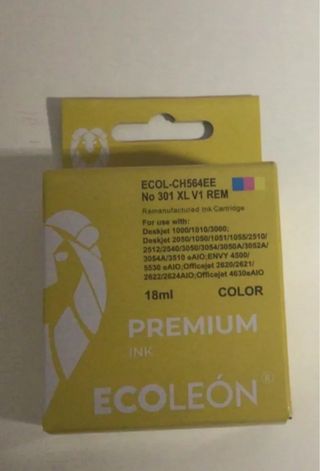 ECOL-CH564EE
No 301 XL V1 REM
Remanufactured Ink Cartridge
For use with:
Deskjet 1000/1010/3000;
Deskjet 2050/1050/1051/1055/2510/
2512/2540/3050/3054/3050A/3052A/
3054A/3510 eAIO;ENVY 4500/
5530 eAIO;Officejet 2620/2621/
2622/2624AIO;Officejet 4630eAIO
18ml COLOR
PREMIUM
INK
ECOLEÓN®